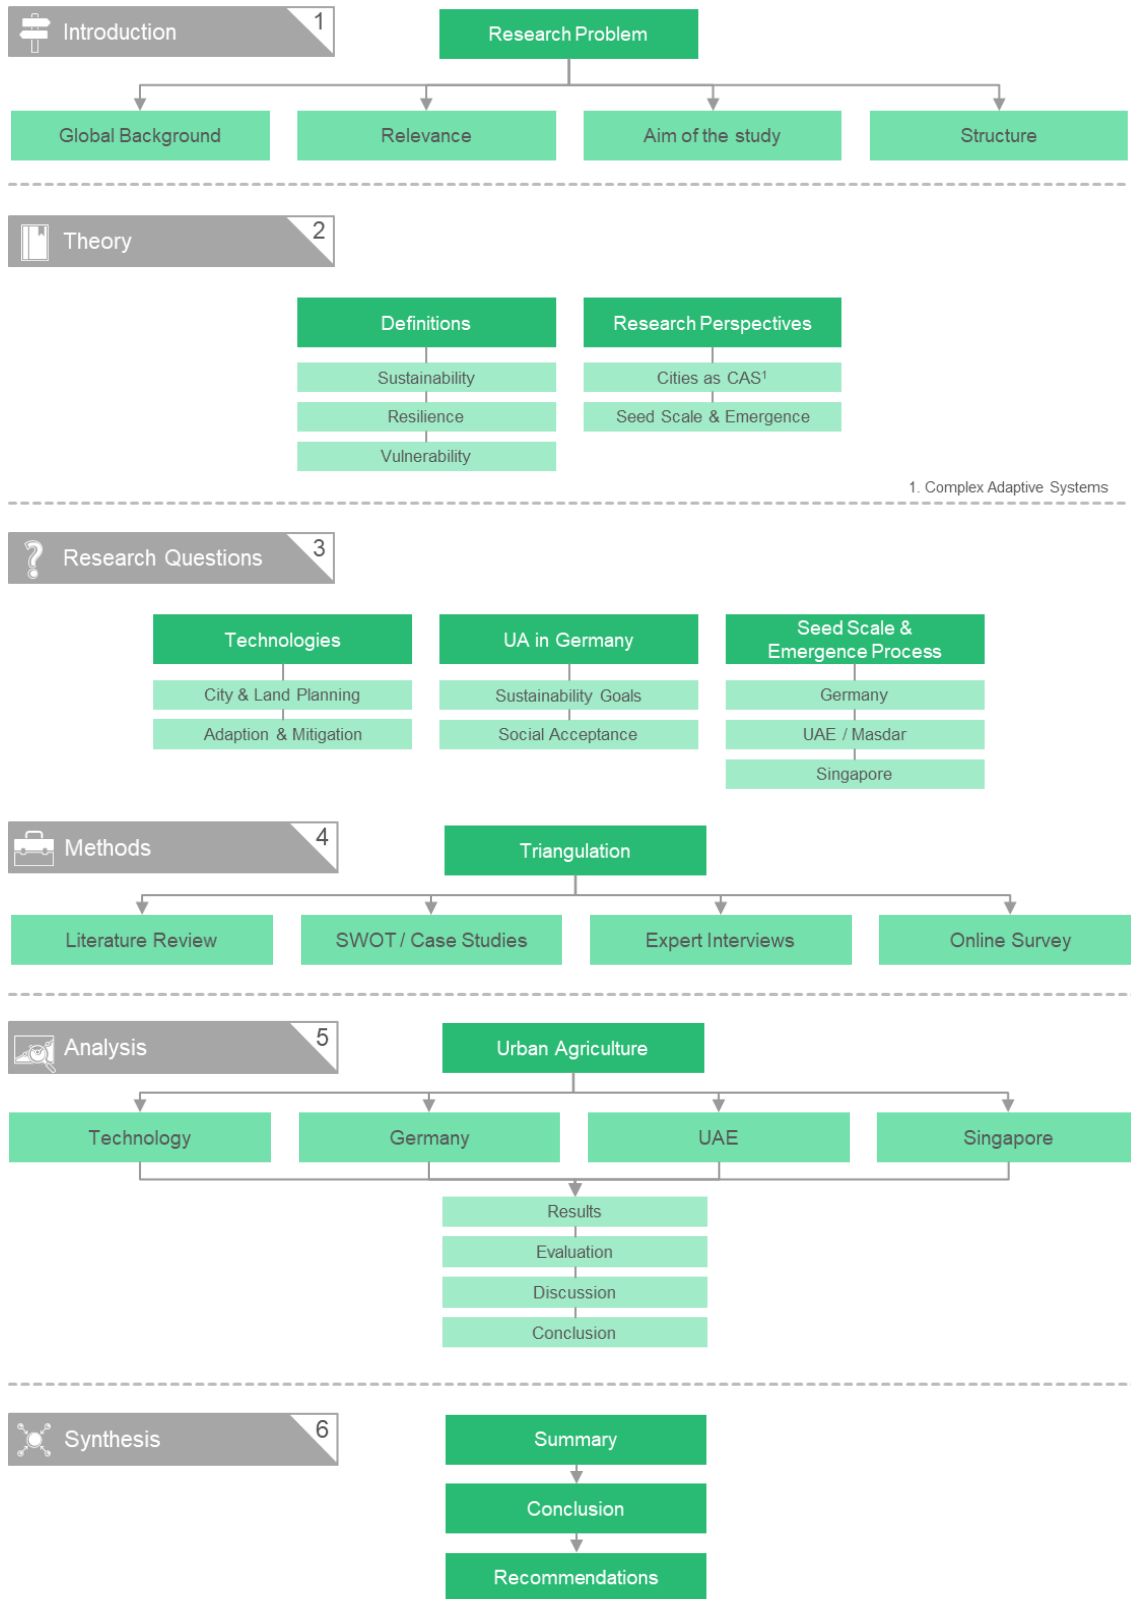 Introduction
1
Research Problem
Global Background
Relevance
Aim of the study
Structure
Theory
2
Definitions
Research Perspectives
Sustainability
Cities as CAS¹
Resilience
Seed Scale & Emergence
Vulnerability
1. Complex Adaptive Systems
Research Questions
3
Technologies
UA in Germany
Seed Scale &
Emergence Process
City & Land Planning
Sustainability Goals
Germany
Adaption & Mitigation
Social Acceptance
UAE / Masdar
Singapore
Methods
4
Triangulation
Literature Review
SWOT / Case Studies
Expert Interviews
Online Survey
Analysis
5
Urban Agriculture
Technology
Germany
UAE
Singapore
Results
Evaluation
Discussion
Conclusion
Synthesis
6
Summary
Conclusion
Recommendations